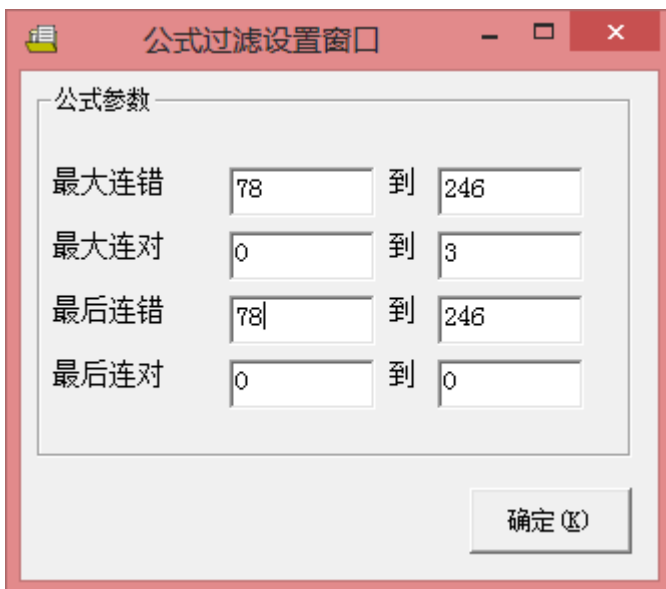 公式过滤设置窗口
公式参数
最大连错 78 到 246
最大连对 0 到 3
最后连错 78 到 246
最后连对 0 到 0
确定(K)